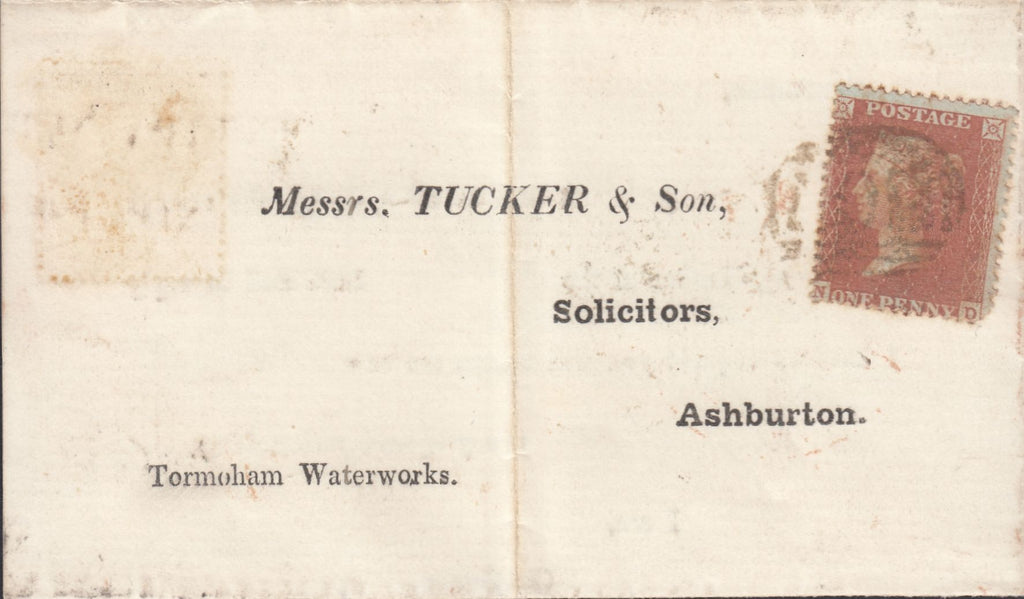 POSTAGE
Messrs. TUCKER & Son,
N ONE PENNY D
Solicitors,
Ashburton.
Tormoham Waterworks.